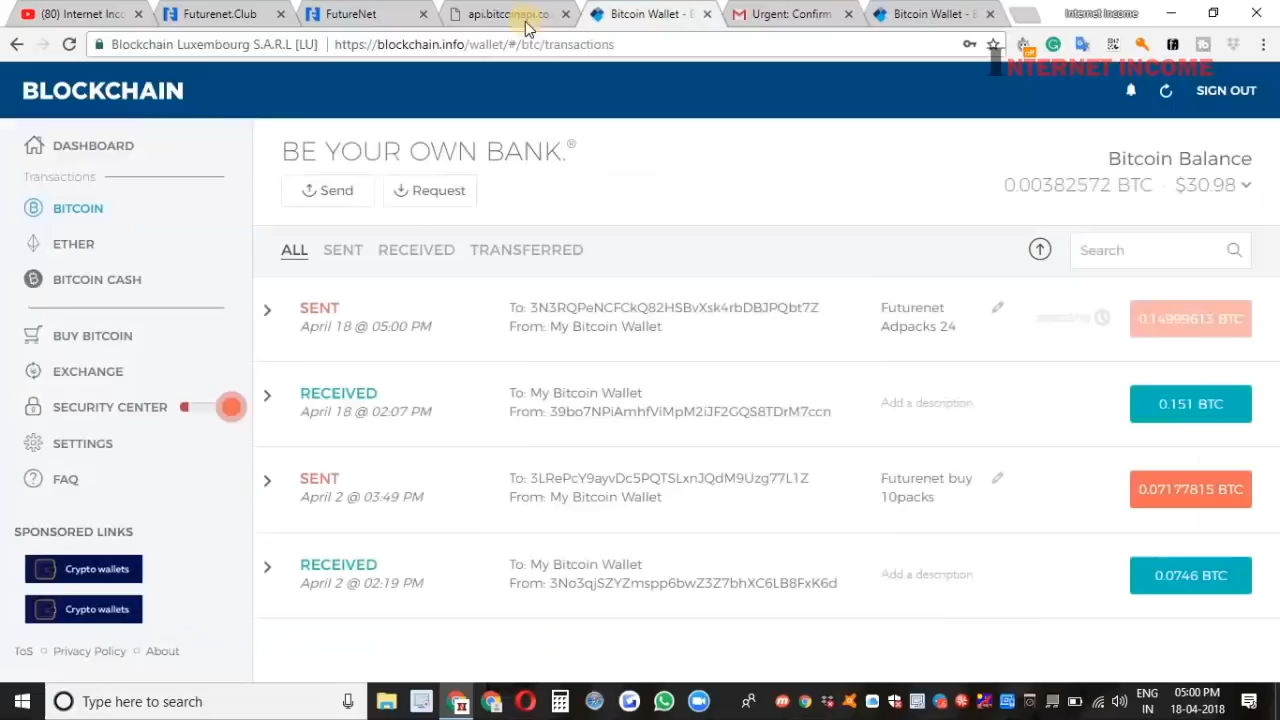 (80) Internet Inco
Futurenet.Club
FutureNet
api.bitcoinapi.co
Bitcoin Wallet - B
Urgent: Confirm
Bitcoin Wallet - B
Internet Income
Blockchain Luxembourg S.A.R.L [LU] https://blockchain.info/wallet/#/btc/transactions
INTERNET INCOME
BLOCKCHAIN
SIGN OUT
DASHBOARD
Transactions
BITCOIN
ETHER
BITCOIN CASH
BUY BITCOIN
EXCHANGE
SECURITY CENTER
SETTINGS
FAQ
SPONSORED LINKS
Crypto wallets
Crypto wallets
ToS Privacy Policy About
BE YOUR OWN BANK.®
Send Request
Bitcoin Balance
0.00382572 BTC · $30.98
ALL SENT RECEIVED TRANSFERRED
Search
SENT
April 18 @ 05:00 PM
To: 3N3RQPeNCFCkQ82HSBvXsk4rbDBJPQbt7Z
From: My Bitcoin Wallet
Futurenet
Adpacks 24
0.14999613 BTC
RECEIVED
April 18 @ 02:07 PM
To: My Bitcoin Wallet
From: 39bo7NPiAmhfViMpM2iJF2GQS8TDrM7ccn
Add a description
0.151 BTC
SENT
April 2 @ 03:49 PM
To: 3LRePcY9ayvDc5PQTSLxnJQdM9Uzg77L1Z
From: My Bitcoin Wallet
Futurenet buy
10packs
0.07177815 BTC
RECEIVED
April 2 @ 02:19 PM
To: My Bitcoin Wallet
From: 3No3qjSZYZmspp6bwZ3Z7bhXC6LB8FxK6d
Add a description
0.0746 BTC
Type here to search
ENG
IN
05:00 PM
18-04-2018